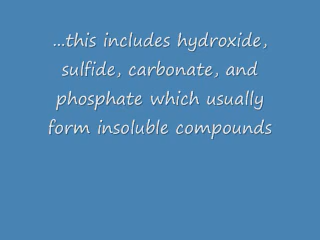 ...this includes hydroxide,
sulfide, carbonate, and
phosphate which usually
form insoluble compounds